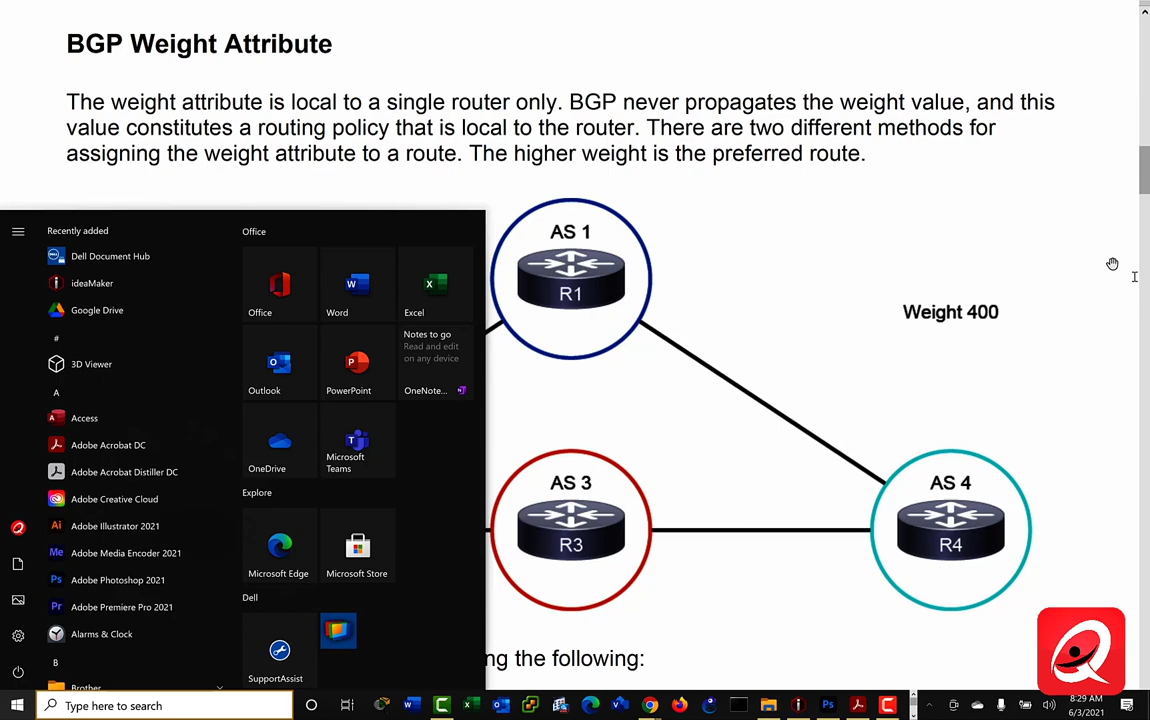 BGP Weight Attribute
The weight attribute is local to a single router only. BGP never propagates the weight value, and this
value constitutes a routing policy that is local to the router. There are two different methods for
assigning the weight attribute to a route. The higher weight is the preferred route.
Recently added
Dell Document Hub
ideaMaker
Google Drive
#
3D Viewer
A
Access
Adobe Acrobat DC
Adobe Acrobat Distiller DC
Adobe Creative Cloud
Adobe Illustrator 2021
Adobe Media Encoder 2021
Adobe Photoshop 2021
Adobe Premiere Pro 2021
Alarms & Clock
B
Brother
Office
Office
Word
Excel
Outlook
PowerPoint
Notes to go
Read and edit
on any device
OneNote...
OneDrive
Microsoft
Teams
Explore
Microsoft Edge
Microsoft Store
Dell
SupportAssist
AS 1
R1
Weight 400
AS 3
R3
AS 4
R4
ng the following:
Type here to search
8:29 AM
6/3/2021